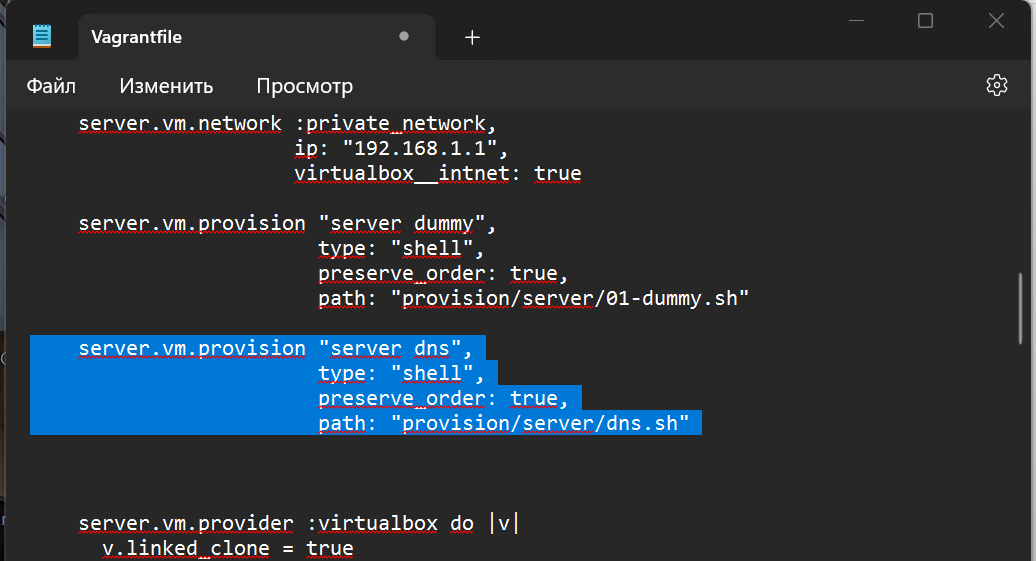 Vagrantfile
Файл Изменить Просмотр
server.vm.network :private_network,
ip: "192.168.1.1",
virtualbox__intnet: true
server.vm.provision "server dummy",
type: "shell",
preserve_order: true,
path: "provision/server/01-dummy.sh"
server.vm.provision "server dns",
type: "shell",
preserve_order: true,
path: "provision/server/dns.sh"
server.vm.provider :virtualbox do |v|
v.linked_clone = true